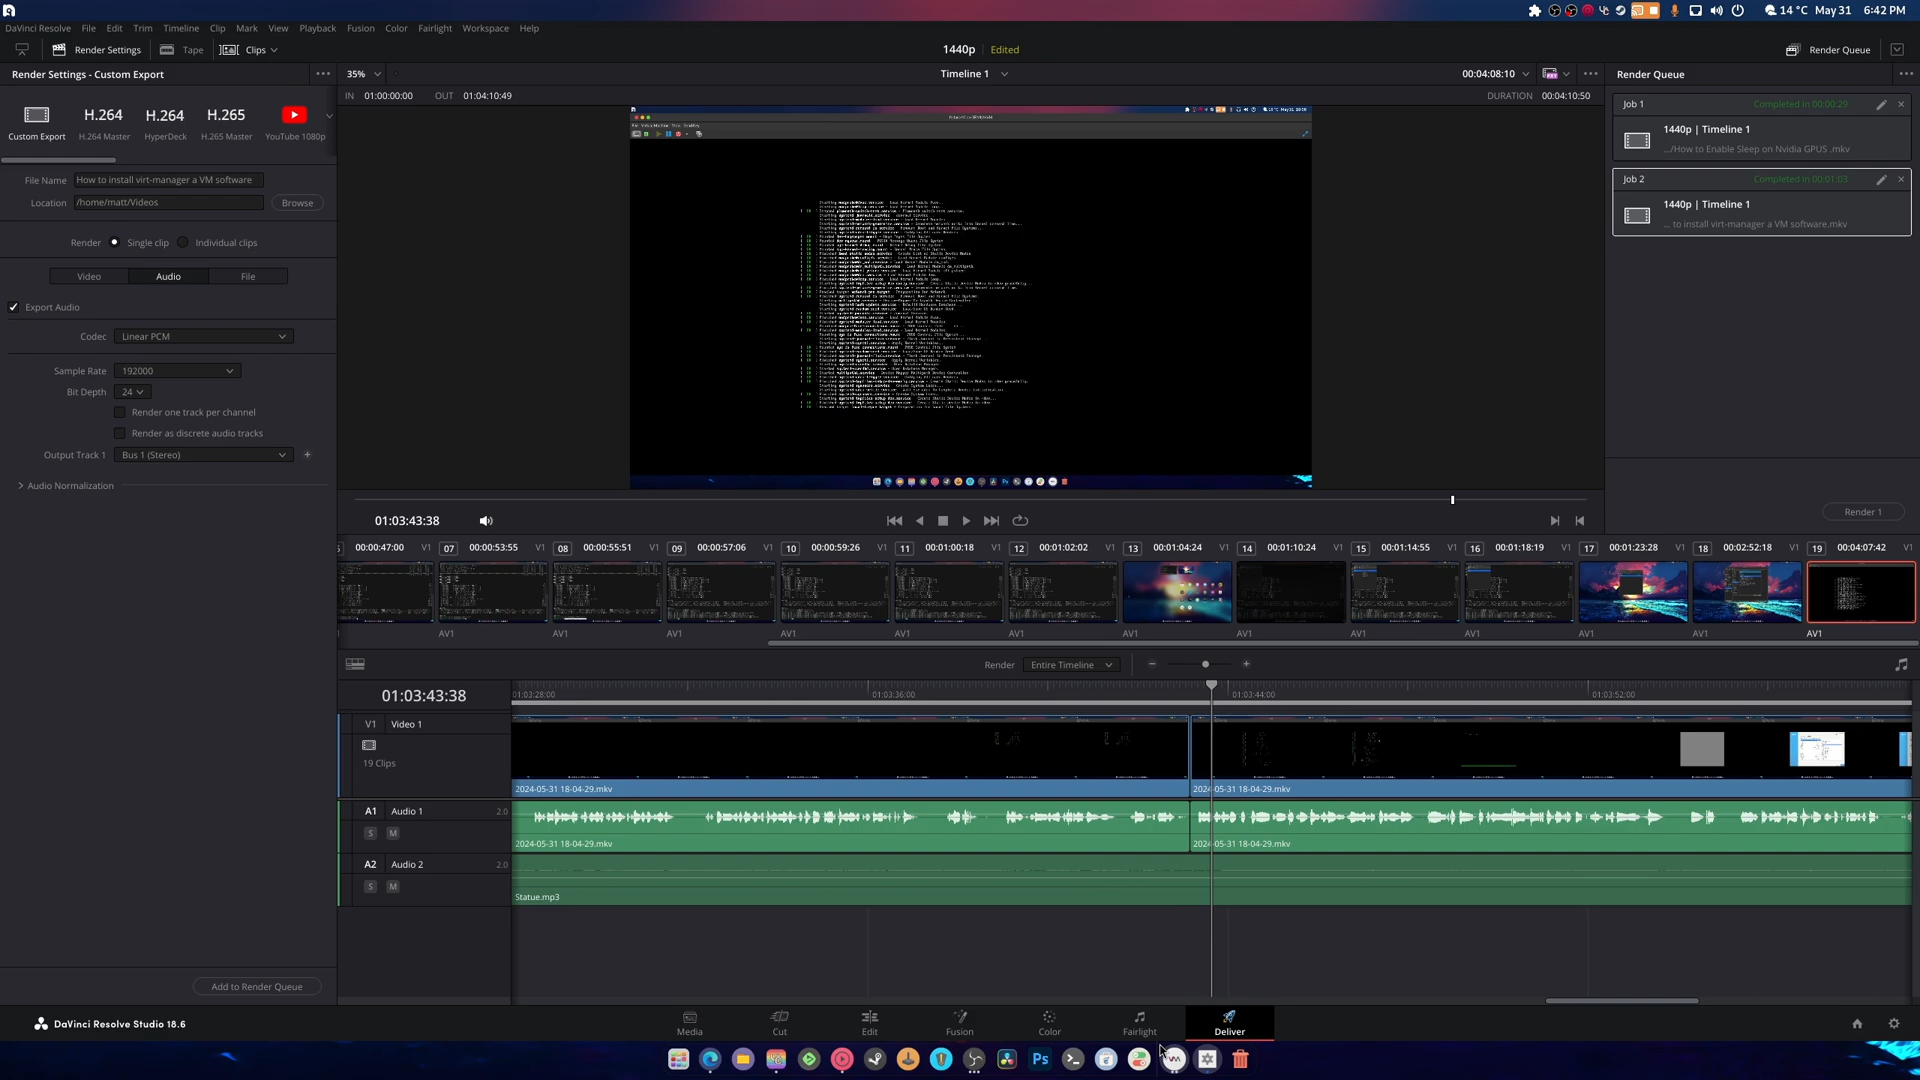 14 °C May 31 6:42 PM
DaVinci Resolve File Edit Trim Timeline Clip Mark View Playback Fusion Color Fairlight Workspace Help
Render Settings Tape Clips 1440p Edited Render Queue
Render Settings - Custom Export 35% Timeline 1 00:04:08:10 Render Queue
IN 01:00:00:00 OUT 01:04:10:49 DURATION 00:04:10:50
H.264 H.264 H.265
Custom Export H.264 Master HyperDeck H.265 Master YouTube 1080p
Job 1 Completed in 00:00:29
1440p | Timeline 1
.../How to Enable Sleep on Nvidia GPUS .mkv
Job 2 Completed in 00:01:03
1440p | Timeline 1
... to install virt-manager a VM software.mkv
File Name How to install virt-manager a VM software
Location /home/matt/Videos Browse
Render Single clip Individual clips
Video Audio File
Export Audio
Codec Linear PCM
Sample Rate 192000
Bit Depth 24
Render one track per channel
Render as discrete audio tracks
Output Track 1 Bus 1 (Stereo)
Audio Normalization
Render 1
01:03:43:38
00:00:47:00 V1 07 00:00:53:55 V1 08 00:00:55:51 V1 09 00:00:57:06 V1 10 00:00:59:26 V1 11 00:01:00:18 V1 12 00:01:02:02 V1 13 00:01:04:24 V1 14 00:01:10:24 V1 15 00:01:14:55 V1 16 00:01:18:19 V1 17 00:01:23:28 V1 18 00:02:52:18 V1 19 00:04:07:42 V1
AV1 AV1 AV1 AV1 AV1 AV1 AV1 AV1 AV1 AV1 AV1 AV1 AV1
Render Entire Timeline
01:03:43:38 01:03:28:00 01:03:36:00 01:03:44:00 01:03:52:00
V1 Video 1
19 Clips
2024-05-31 18-04-29.mkv 2024-05-31 18-04-29.mkv
A1 Audio 1 2.0
S M
2024-05-31 18-04-29.mkv 2024-05-31 18-04-29.mkv
A2 Audio 2 2.0
S M
Statue.mp3
Add to Render Queue
DaVinci Resolve Studio 18.6
Media Cut Edit Fusion Color Fairlight Deliver
Ps